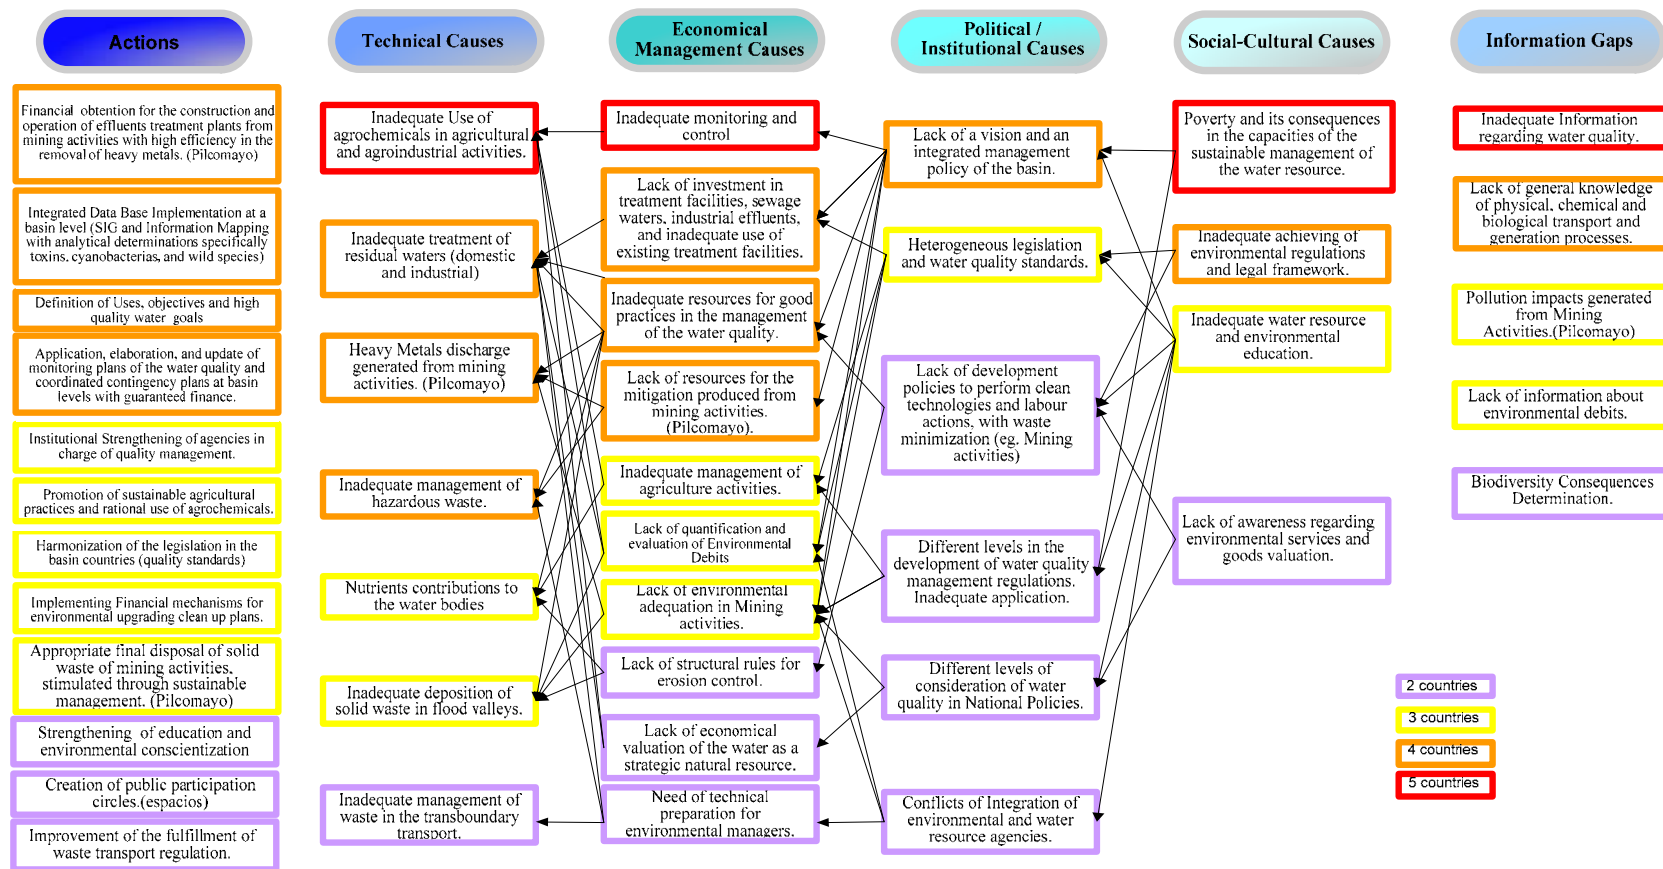 Actions
Financial obtention for the construction and
operation of effluents treatment plants from
mining activities with high efficiency in the
removal of heavy metals. (Pilcomayo)
Integrated Data Base Implementation at a
basin level (SIG and Information Mapping
with analytical determinations specifically
toxins, cyanobacterias, and wild species)
Definition of Uses, objectives and high
quality water goals
Application, elaboration, and update of
monitoring plans of the water quality and
coordinated contingency plans at basin
levels with guaranteed finance.
Institutional Strengthening of agencies in
charge of quality management.
Promotion of sustainable agricultural
practices and rational use of agrochemicals.
Harmonization of the legislation in the
basin countries (quality standards)
Implementing Financial mechanisms for
environmental upgrading clean up plans.
Appropriate final disposal of solid
waste of mining activities,
stimulated through sustainable
management. (Pilcomayo)
Strengthening of education and
environmental conscientization
Creation of public participation
circles.(espacios)
Improvement of the fulfillment of
waste transport regulation.
Technical Causes
Inadequate Use of
agrochemicals in agricultural
and agroindustrial activities.
Inadequate treatment of
residual waters (domestic
and industrial)
Heavy Metals discharge
generated from mining
activities. (Pilcomayo)
Inadequate management of
hazardous waste.
Nutrients contributions to
the water bodies
Inadequate deposition of
solid waste in flood valleys.
Inadequate management of
waste in the transboundary
transport.
Economical
Management Causes
Inadequate monitoring and
control
Lack of investment in
treatment facilities, sewage
waters, industrial effluents,
and inadequate use of
existing treatment facilities.
Inadequate resources for good
practices in the management
of the water quality.
Lack of resources for the
mitigation produced from
mining activities.
(Pilcomayo).
Inadequate management of
agriculture activities.
Lack of quantification and
evaluation of Environmental
Debits
Lack of environmental
adequation in Mining
activities.
Lack of structural rules for
erosion control.
Lack of economical
valuation of the water as a
strategic natural resource.
Need of technical
preparation for
environmental managers.
Political /
Institutional Causes
Lack of a vision and an
integrated management
policy of the basin.
Heterogeneous legislation
and water quality standards.
Lack of development
policies to perform clean
technologies and labour
actions, with waste
minimization (eg. Mining
activities)
Different levels in the
development of water quality
management regulations.
Inadequate application.
Different levels of
consideration of water
quality in National Policies.
Conflicts of Integration of
environmental and water
resource agencies.
Social-Cultural Causes
Poverty and its consequences
in the capacities of the
sustainable management of
the water resource.
Inadequate achieving of
environmental regulations
and legal framework.
Inadequate water resource
and environmental
education.
Lack of awareness regarding
environmental services and
goods valuation.
Information Gaps
Inadequate Information
regarding water quality.
Lack of general knowledge
of physical, chemical and
biological transport and
generation processes.
Pollution impacts generated
from Mining
Activities.(Pilcomayo)
Lack of information about
environmental debits.
Biodiversity Consequences
Determination.
2 countries
3 countries
4 countries
5 countries